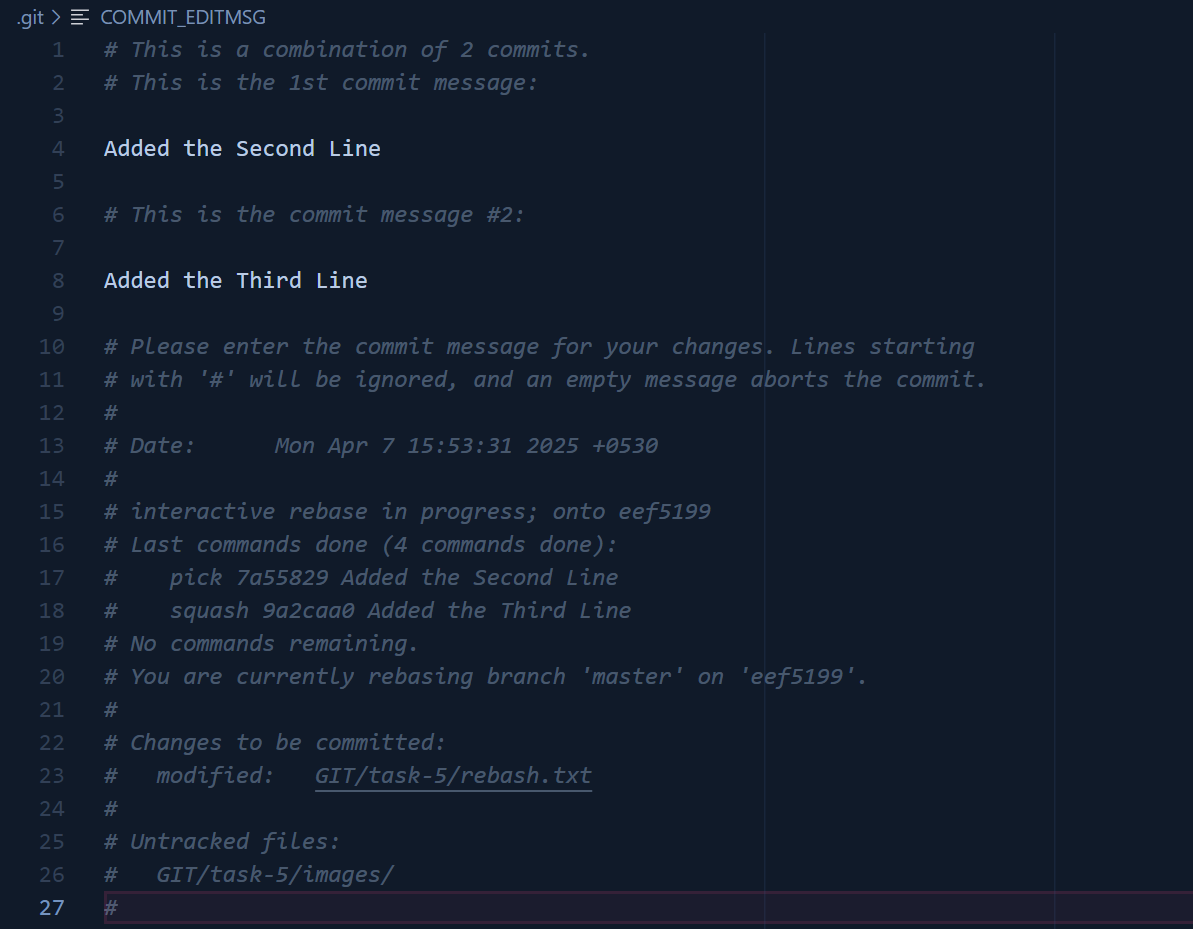 .git > COMMIT_EDITMSG
1 # This is a combination of 2 commits.
2 # This is the 1st commit message:
3
4 Added the Second Line
5
6 # This is the commit message #2:
7
8 Added the Third Line
9
10 # Please enter the commit message for your changes. Lines starting
11 # with '#' will be ignored, and an empty message aborts the commit.
12 #
13 # Date:      Mon Apr 7 15:53:31 2025 +0530
14 #
15 # interactive rebase in progress; onto eef5199
16 # Last commands done (4 commands done):
17 #    pick 7a55829 Added the Second Line
18 #    squash 9a2caa0 Added the Third Line
19 # No commands remaining.
20 # You are currently rebasing branch 'master' on 'eef5199'.
21 #
22 # Changes to be committed:
23 #   modified:   GIT/task-5/rebash.txt
24 #
25 # Untracked files:
26 #   GIT/task-5/images/
27 #